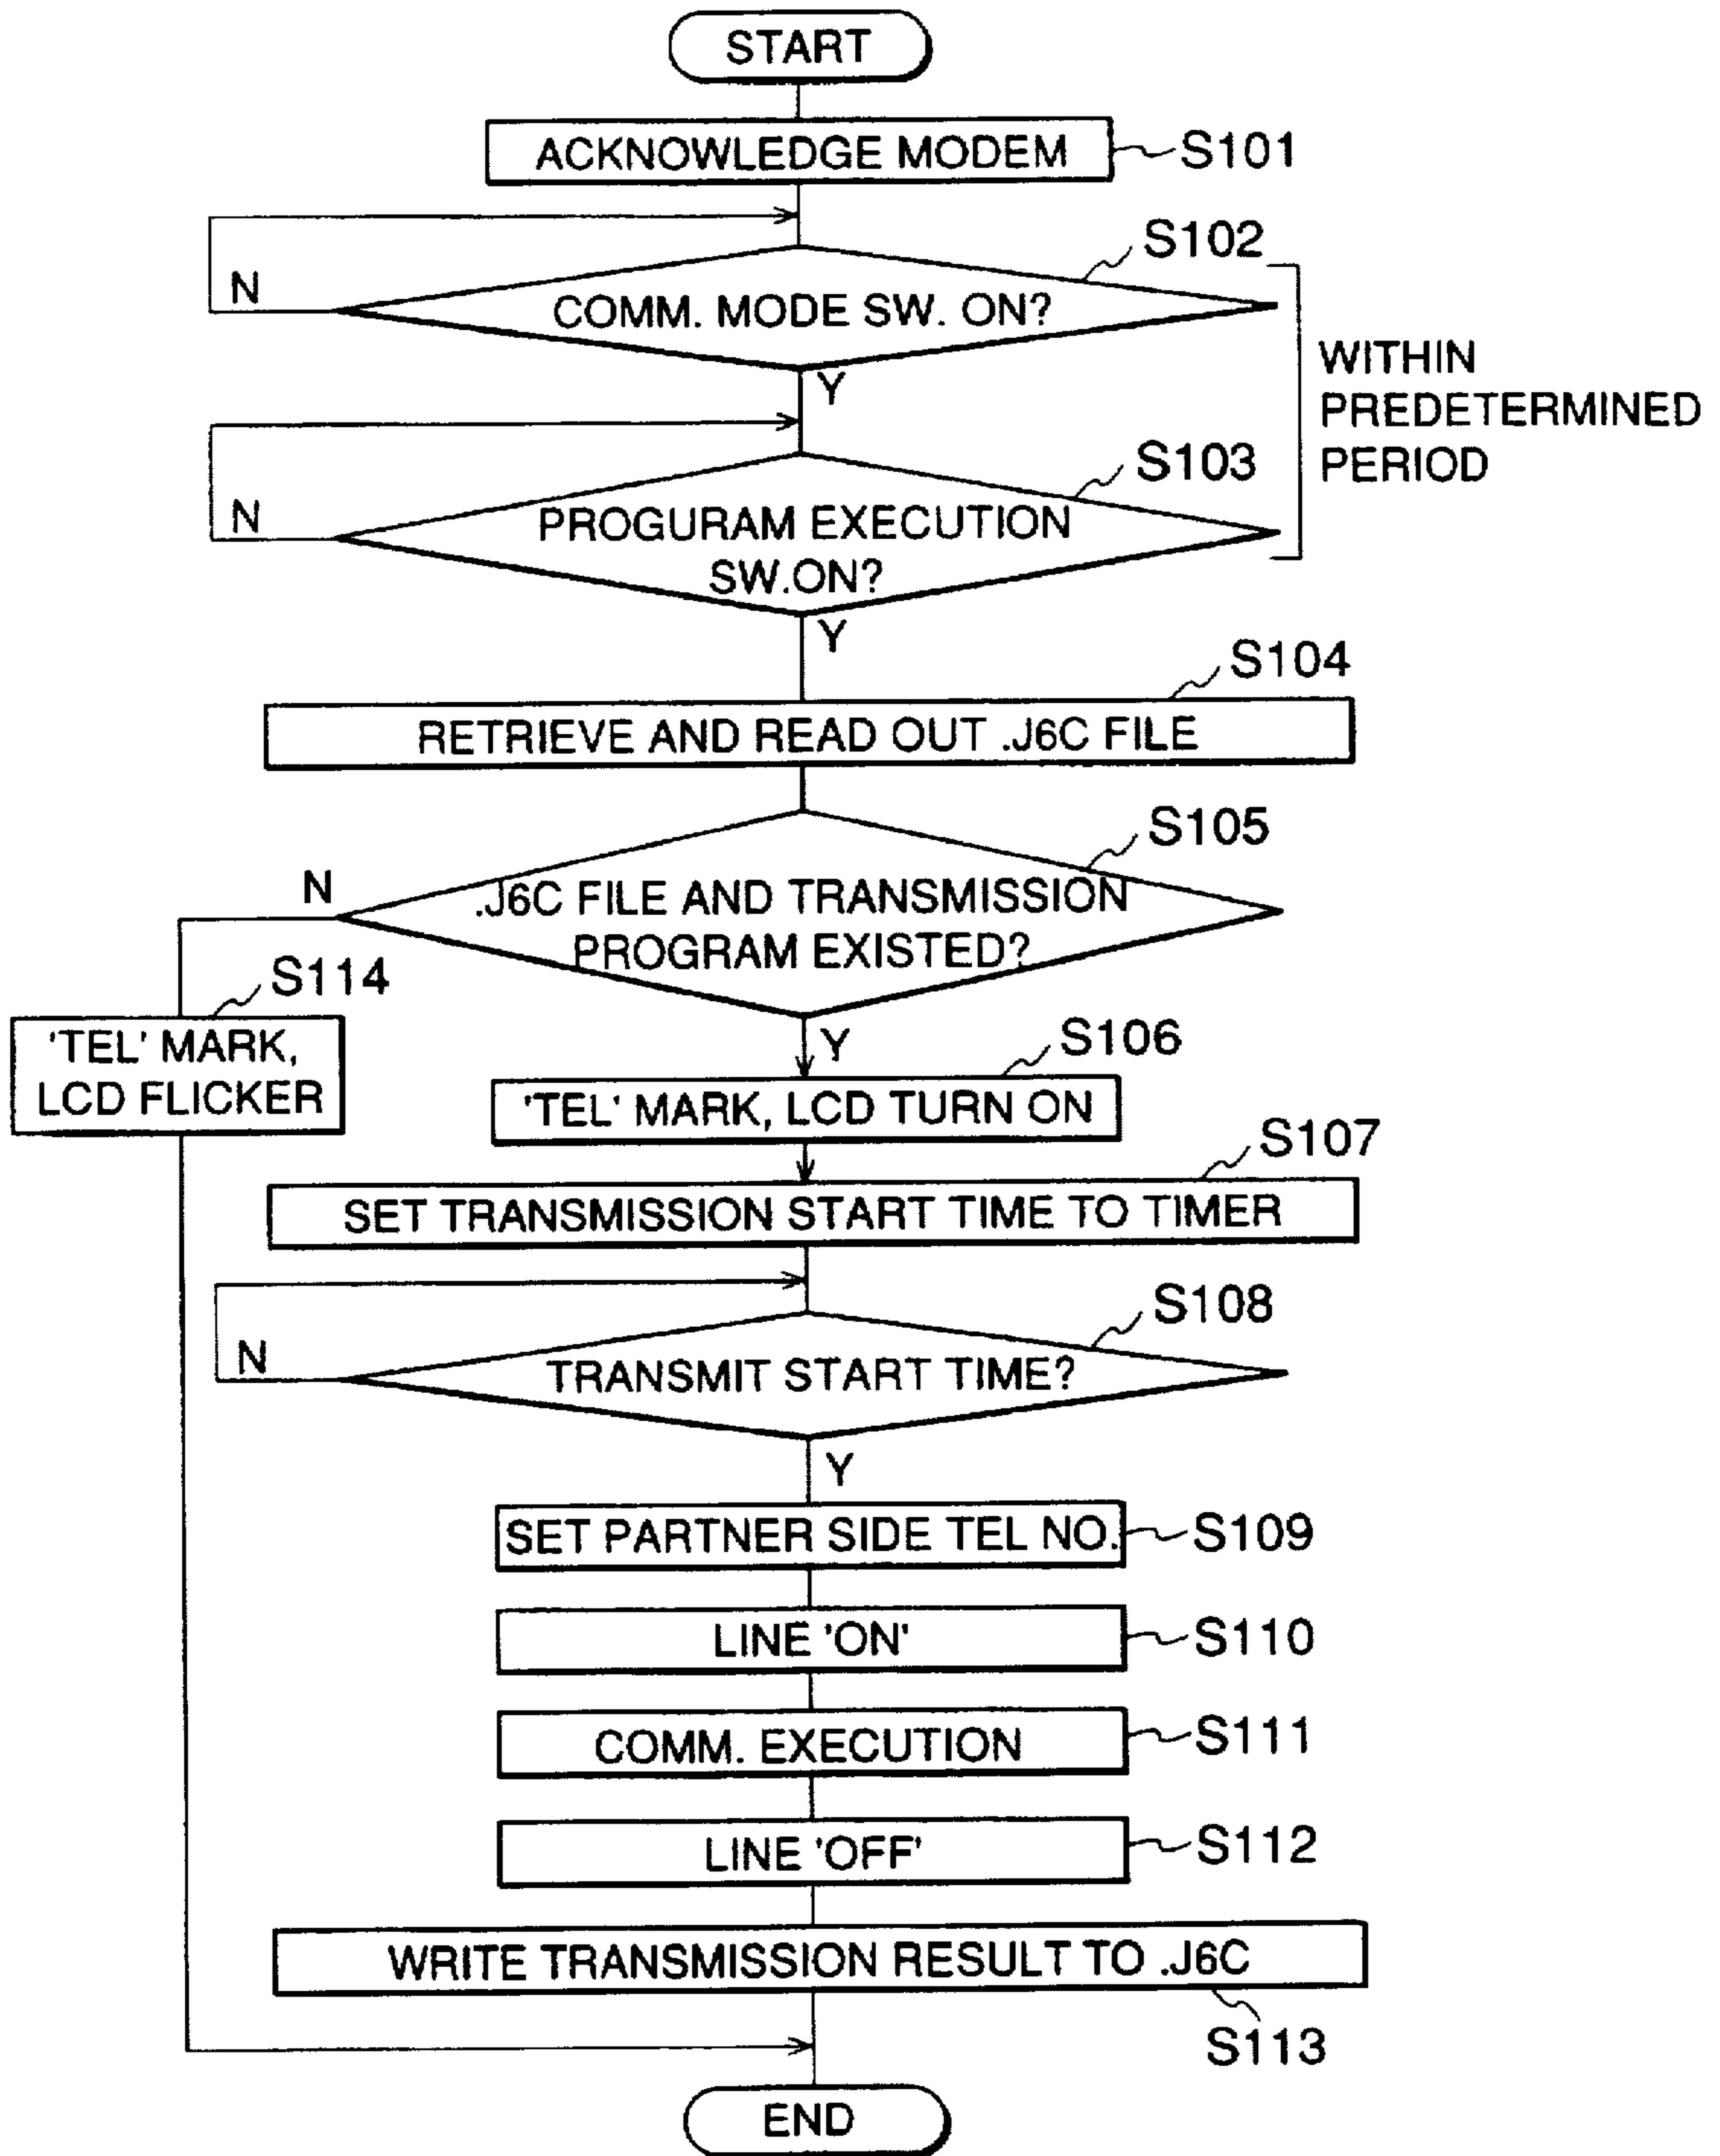 START
ACKNOWLEDGE MODEM
S101
S102
N
COMM. MODE SW. ON?
Y
WITHIN
PREDETERMINED
PERIOD
S103
N
PROGURAM EXECUTION
SW.ON?
Y
S104
RETRIEVE AND READ OUT .J6C FILE
S105
N
.J6C FILE AND TRANSMISSION
PROGRAM EXISTED?
S114
'TEL' MARK,
LCD FLICKER
Y
S106
'TEL' MARK, LCD TURN ON
S107
SET TRANSMISSION START TIME TO TIMER
S108
N
TRANSMIT START TIME?
Y
SET PARTNER SIDE TEL NO.
S109
LINE 'ON'
S110
COMM. EXECUTION
S111
LINE 'OFF'
S112
WRITE TRANSMISSION RESULT TO .J6C
S113
END